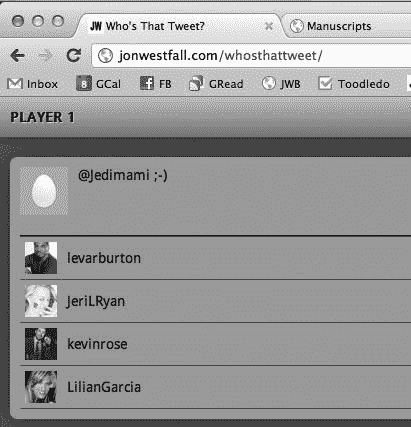 JW Who's That Tweet?
Manuscripts
jonwestfall.com/whosthattweet/
Inbox
8 GCal
FB
GRead
JWB
Toodledo
PLAYER 1
@Jedimami ;-)
levarburton
JeriLRyan
kevinrose
LilianGarcia